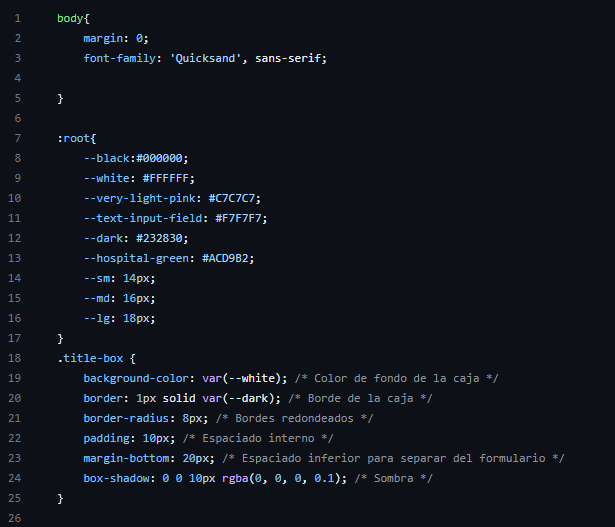 1 body{
2 margin: 0;
3 font-family: 'Quicksand', sans-serif;
4
5 }
6
7 :root{
8 --black:#000000;
9 --white: #FFFFFF;
10 --very-light-pink: #C7C7C7;
11 --text-input-field: #F7F7F7;
12 --dark: #232830;
13 --hospital-green: #ACD9B2;
14 --sm: 14px;
15 --md: 16px;
16 --lg: 18px;
17 }
18 .title-box {
19 background-color: var(--white); /* Color de fondo de la caja */
20 border: 1px solid var(--dark); /* Borde de la caja */
21 border-radius: 8px; /* Bordes redondeados */
22 padding: 10px; /* Espaciado interno */
23 margin-bottom: 20px; /* Espaciado inferior para separar del formulario */
24 box-shadow: 0 0 10px rgba(0, 0, 0, 0.1); /* Sombra */
25 }
26